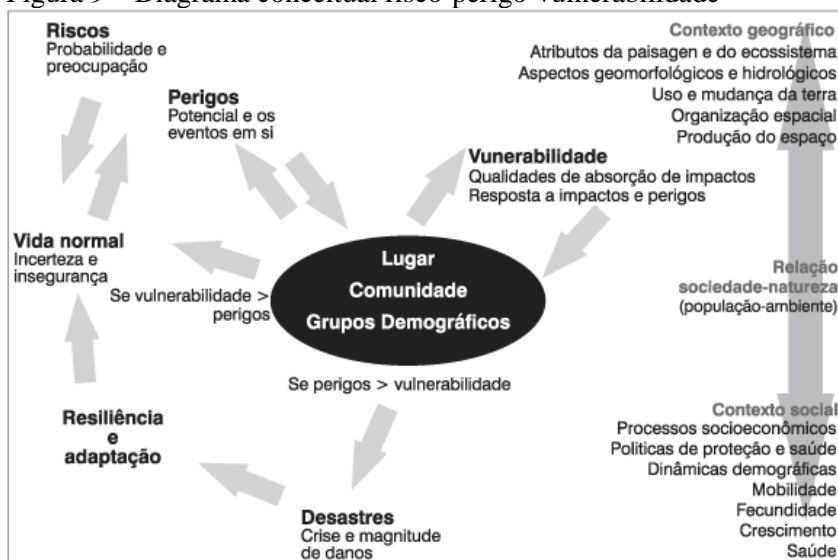 Figura 9 – Diagrama conceitual risco-perigo-vulnerabilidade
Riscos
Probabilidade e
preocupação
Perigos
Potencial e os
eventos em si
Vunerabilidade
Qualidades de absorção de impactos
Resposta a impactos e perigos
Vida normal
Incerteza e
insegurança
Se vulnerabilidade >
perigos
Lugar
Comunidade
Grupos Demográficos
Se perigos > vulnerabilidade
Resiliência
e
adaptação
Desastres
Crise e magnitude
de danos
Contexto geográfico
Atributos da paisagen e do ecossistema
Aspectos geomorfológicos e hidrológicos
Uso e mudança da terra
Organização espacial
Produção do espaço
Relação
sociedade-natureza
(população-ambiente)
Contexto social
Processos socioeconômicos
Politicas de proteção e saúde
Dinâmicas demográficas
Mobilidade
Fecundidade
Crescimento
Saúde